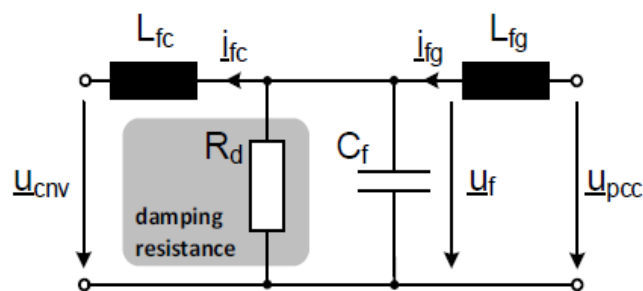 L_fc
i_fc
i_fg
L_fg
R_d
C_f
u_cnv
u_f
u_pcc
damping
resistance